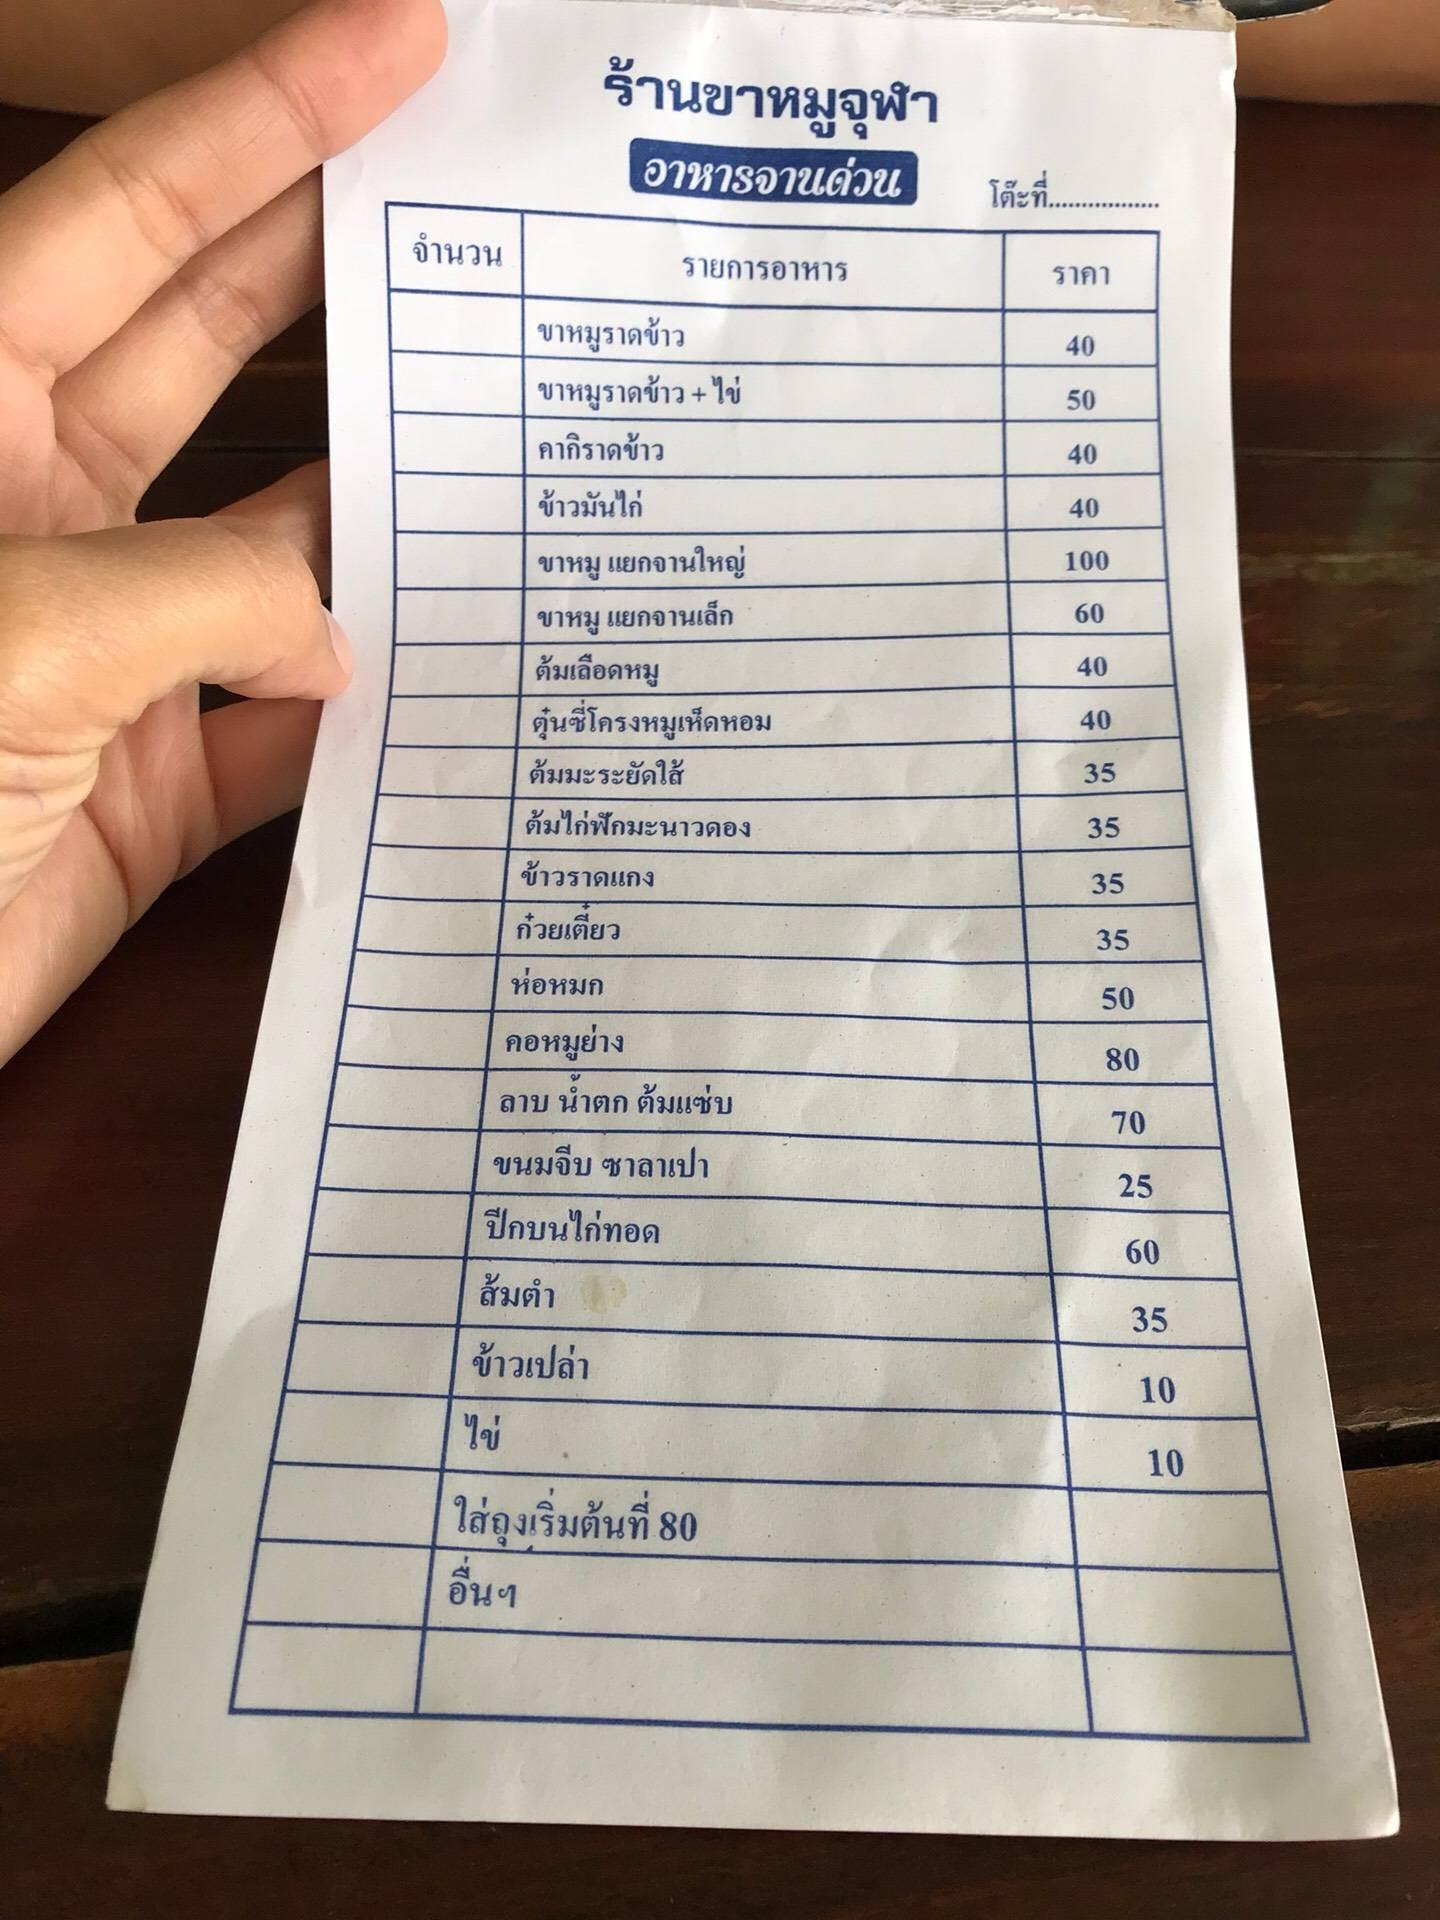 ร้านขาหมูจุฬา
อาหารจานด่วน
โต๊ะที่.................
จำนวน รายการอาหาร ราคา
ขาหมูราดข้าว 40
ขาหมูราดข้าว + ไข่ 50
คากิราดข้าว 40
ข้าวมันไก่ 40
ขาหมู แยกจานใหญ่ 100
ขาหมู แยกจานเล็ก 60
ต้มเลือดหมู 40
ตุ๋นซี่โครงหมูเห็ดหอม 40
ต้มมะระยัดใส้ 35
ต้มไก่ฟักมะนาวดอง 35
ข้าวราดแกง 35
ก๋วยเตี๋ยว 35
ห่อหมก 50
คอหมูย่าง 80
ลาบ น้ำตก ต้มแซ่บ 70
ขนมจีบ ซาลาเปา 25
ปีกบนไก่ทอด 60
ส้มตำ 35
ข้าวเปล่า 10
ไข่ 10
ใส่ถุงเริ่มต้นที่ 80
อื่นๆ